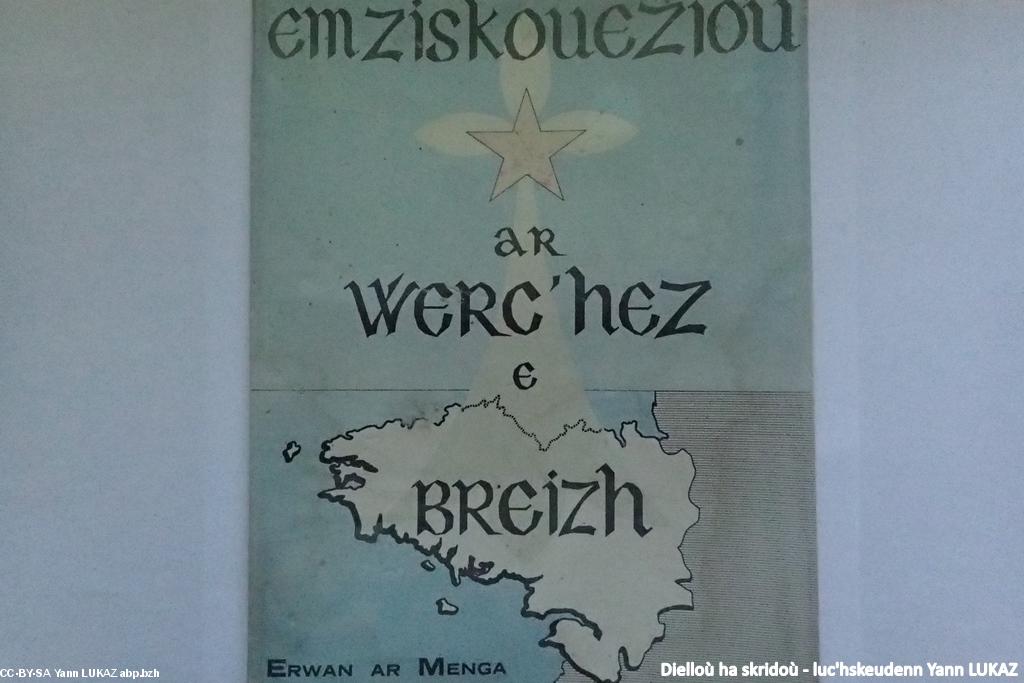 emziskoueziou
ar
Werc'hez
e
Breizh
Erwan ar Menga
CC-BY-SA Yann LUKAZ abp.bzh
Dielloù ha skridoù - luc'hskeudenn Yann LUKAZ